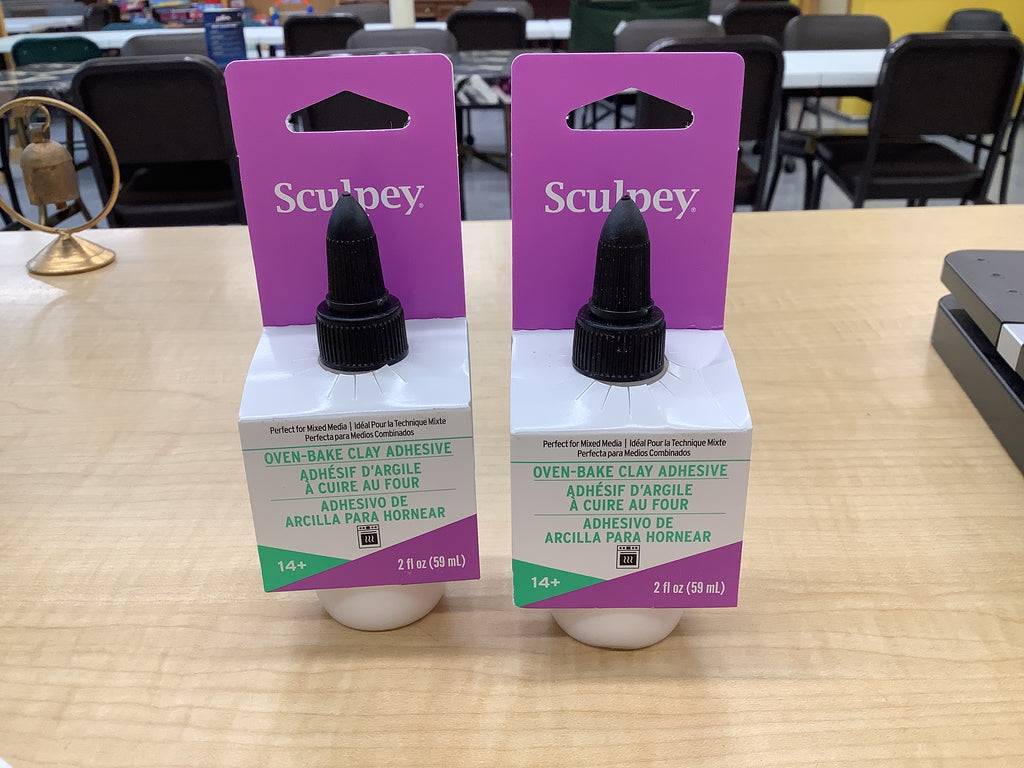 Sculpey®
Perfect for Mixed Media | Idéal Pour la Technique Mixte
Perfecta para Medios Combinados
OVEN-BAKE CLAY ADHESIVE
ADHÉSIF D'ARGILE
À CUIRE AU FOUR
ADHESIVO DE
ARCILLA PARA HORNEAR
14+
2 fl oz (59 mL)
Sculpey®
Perfect for Mixed Media | Idéal Pour la Technique Mixte
Perfecta para Medios Combinados
OVEN-BAKE CLAY ADHESIVE
ADHÉSIF D'ARGILE
À CUIRE AU FOUR
ADHESIVO DE
ARCILLA PARA HORNEAR
14+
2 fl oz (59 mL)